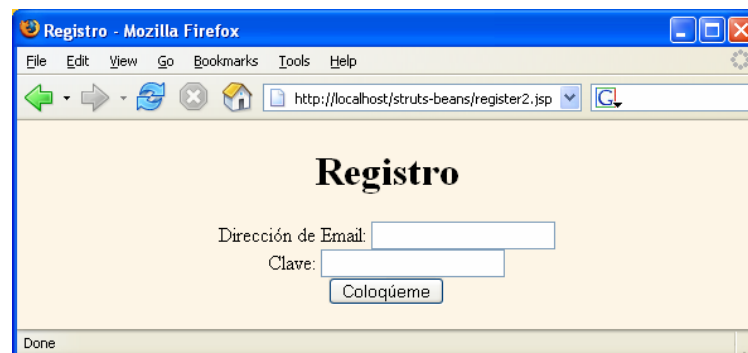 Registro - Mozilla Firefox
File Edit View Go Bookmarks Tools Help
http://localhost/struts-beans/register2.jsp G
Registro
Dirección de Email:
Clave:
Coloqúeme
Done